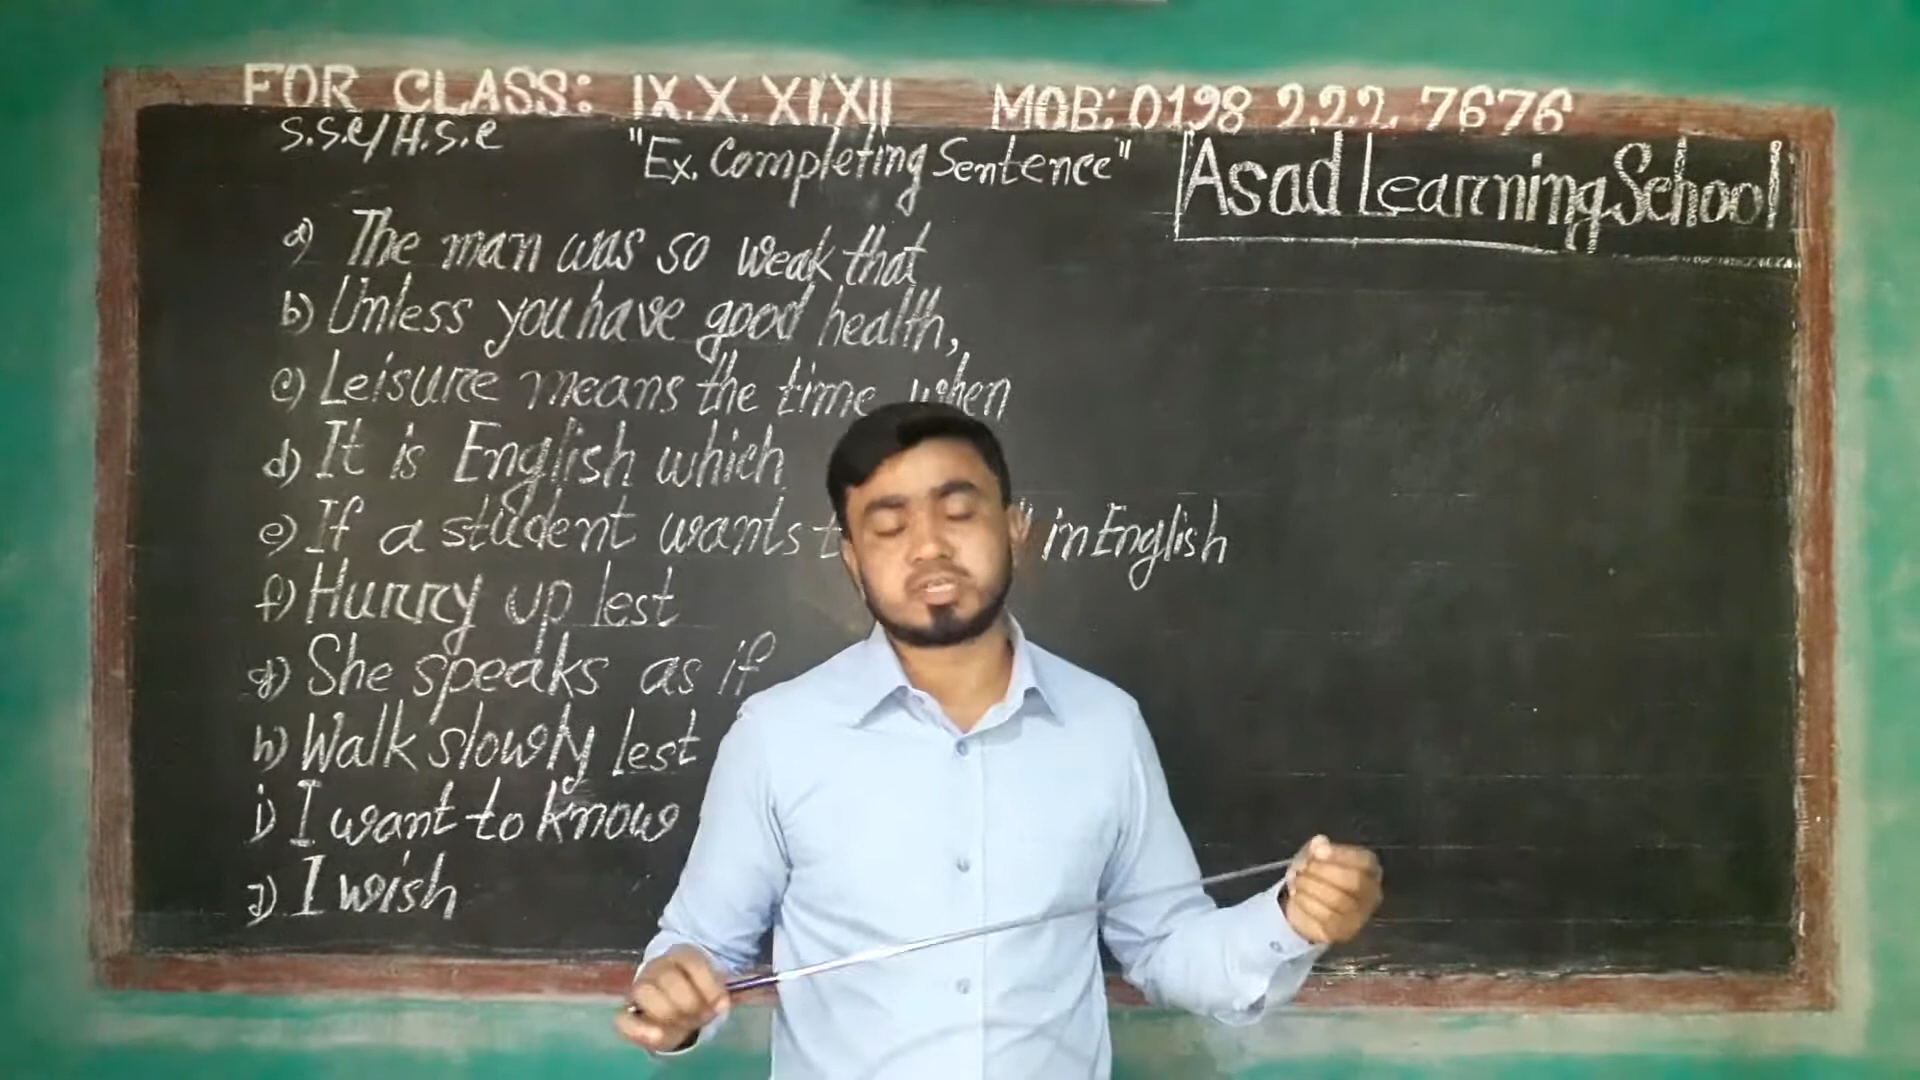 FOR CLASS: IX.X. XI.XII MOB: 0198 222 7676
S.S.C/H.S.C
"Ex. Completing Sentence"
Asad Learning School
a) The man was so weak that
b) Unless you have good health,
c) Leisure means the time when
d) It is English which
e) If a student wants in English
f) Hurry up lest
g) She speaks as if
h) Walk slowly lest
i) I want to know
j) I wish